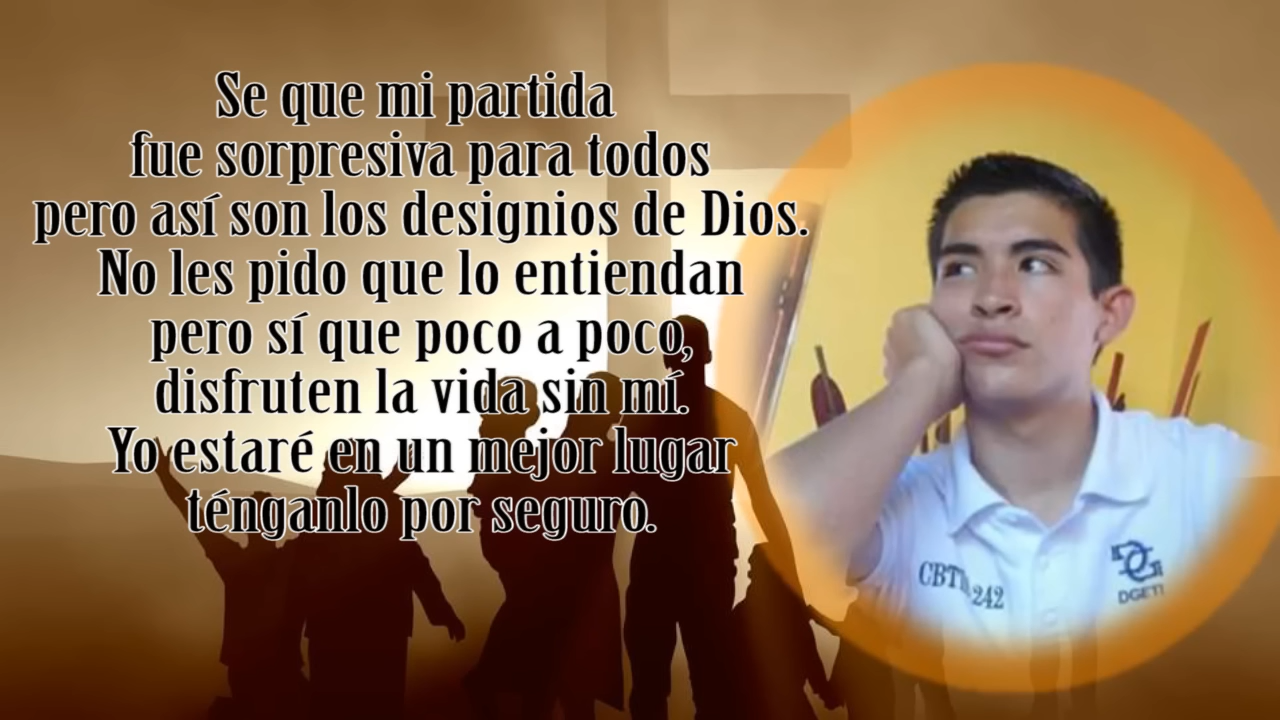 Se que mi partida
fue sorpresiva para todos
pero así son los designios de Dios.
No les pido que lo entiendan
pero sí que poco a poco,
disfruten la vida sin mí.
Yo estaré en un mejor lugar
ténganlo por seguro.
242
DGETI